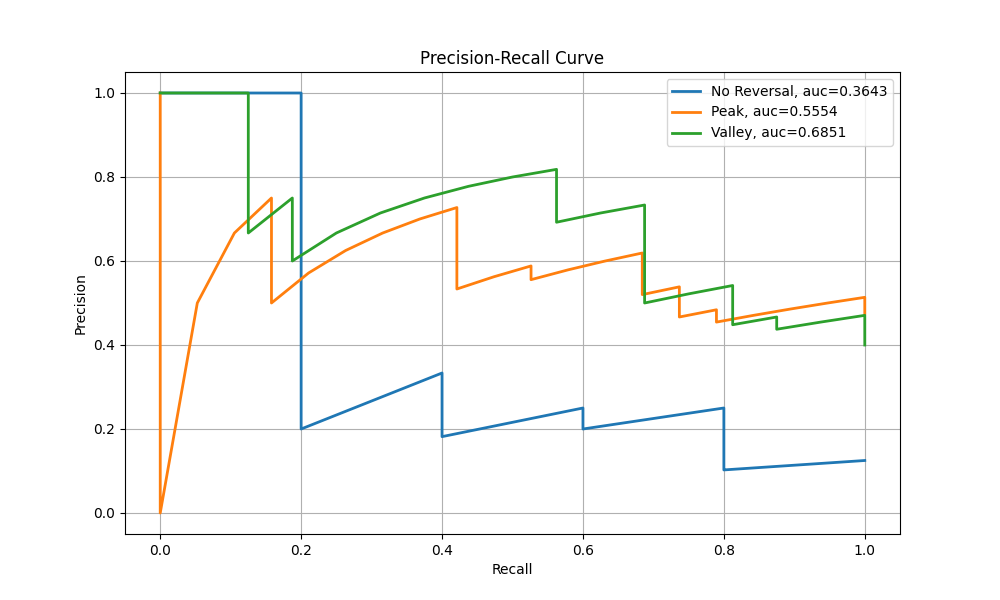 Precision-Recall Curve
No Reversal, auc=0.3643
Peak, auc=0.5554
Valley, auc=0.6851
Precision
1.0
0.8
0.6
0.4
0.2
0.0
0.0 0.2 0.4 0.6 0.8 1.0
Recall